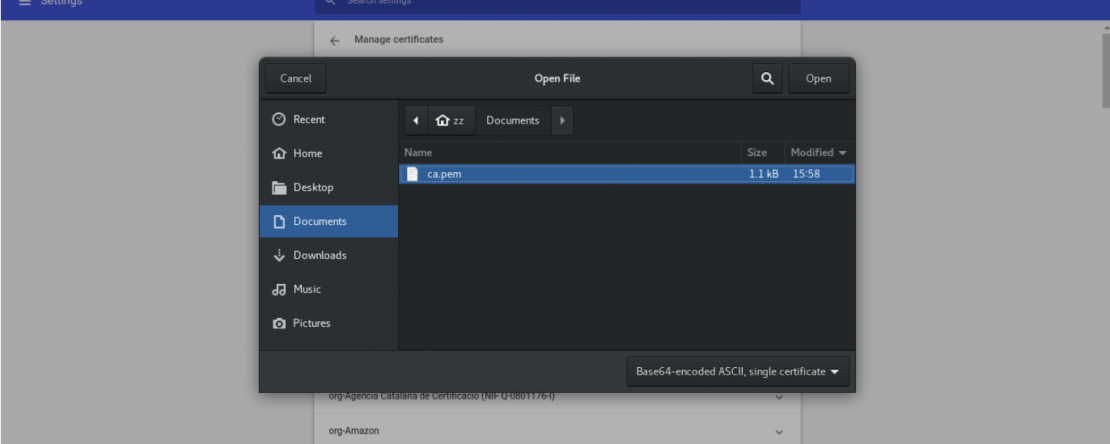 Settings
Search settings
Manage certificates
Cancel
Open File
Open
Recent
Home
Desktop
Documents
Downloads
Music
Pictures
zz
Documents
Name Size Modified
ca.pem 1.1 kB 15:58
Base64-encoded ASCII, single certificate
org-Agencia Catalana de Certificacio (NIF Q-0801176-I)
org-Amazon